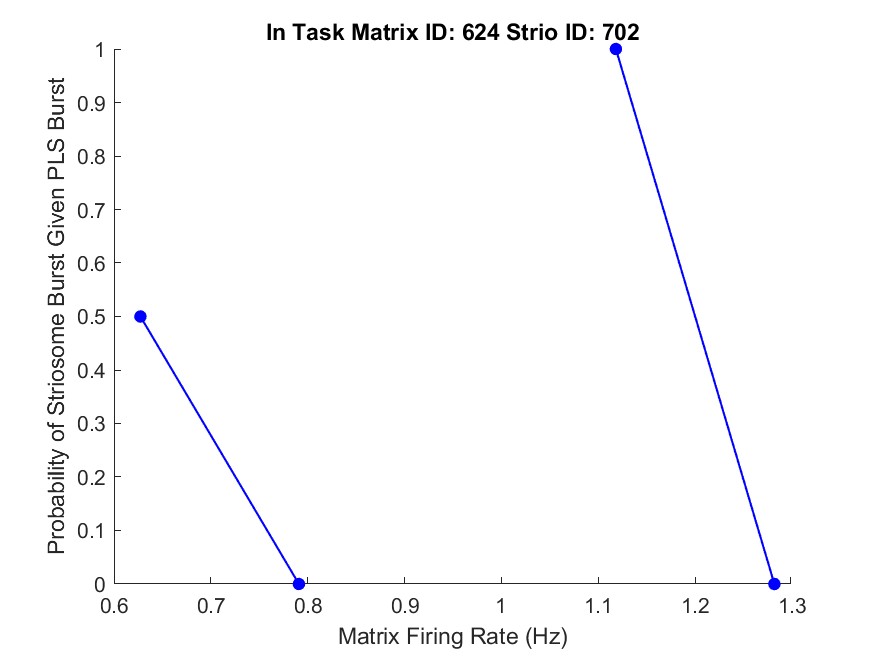 In Task Matrix ID: 624 Strio ID: 702
Probability of Striosome Burst Given PLS Burst
1
0.9
0.8
0.7
0.6
0.5
0.4
0.3
0.2
0.1
0
0.6 0.7 0.8 0.9 1 1.1 1.2 1.3
Matrix Firing Rate (Hz)